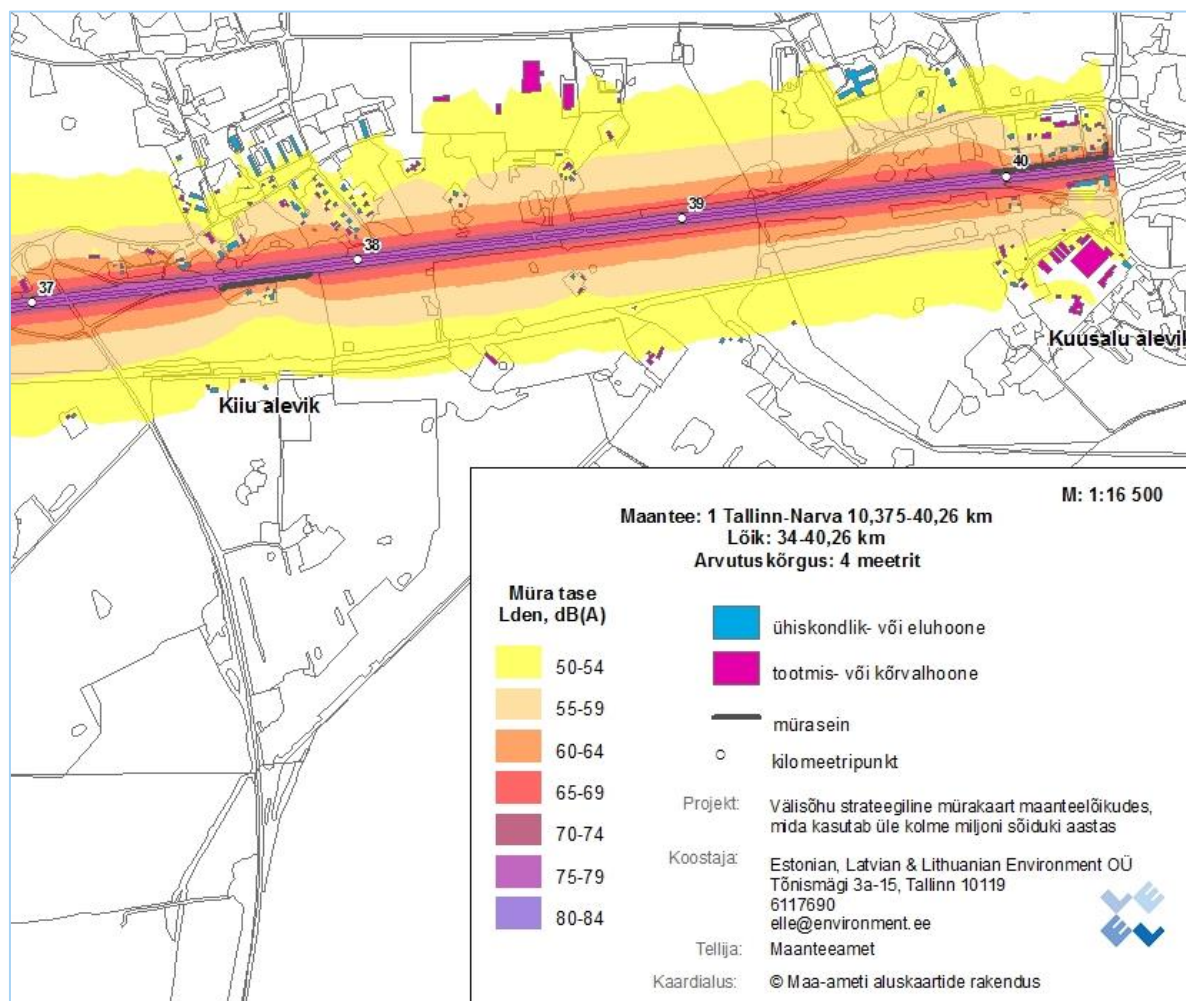 40
39
38
37
Kuusalu alevik
Kiiu alevik
M: 1:16 500
Maantee: 1 Tallinn-Narva 10,375-40,26 km
Lõik: 34-40,26 km
Arvutuskõrgus: 4 meetrit
Müra tase
Lden, dB(A)
50-54
55-59
60-64
65-69
70-74
75-79
80-84
ühiskondlik- või eluhoone
tootmis- või kõrvalhoone
mürasein
kilomeetripunkt
Projekt: Välisõhu strateegiline mürakaart maanteelõikudes,
mida kasutab üle kolme miljoni sõiduki aastas
Koostaja: Estonian, Latvian & Lithuanian Environment OÜ
Tõnismägi 3a-15, Tallinn 10119
6117690
elle@environment.ee
Tellija: Maanteeamet
Kaardialus: © Maa-ameti aluskaartide rakendus
ELLE